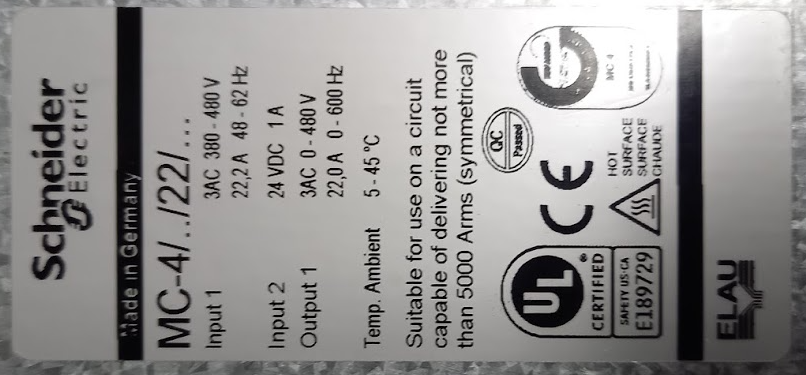 Schneider
Electric
Made in Germany
MC-4/../22/...
Input 1 3AC 380 - 480 V
22,2 A 48 - 62 Hz
Input 2 24 VDC 1 A
Output 1 3AC 0 - 480 V
22,0 A 0 - 600 Hz
Temp. Ambient 5 - 45 °C
Suitable for use on a circuit
capable of delivering not more
than 5000 Arms (symmetrical)
UL ®
CERTIFIED
SAFETY US-CA
E189729
CE
HOT
SURFACE
SURFACE
CHAUDE
QC
Passed
MC-4
ELAU